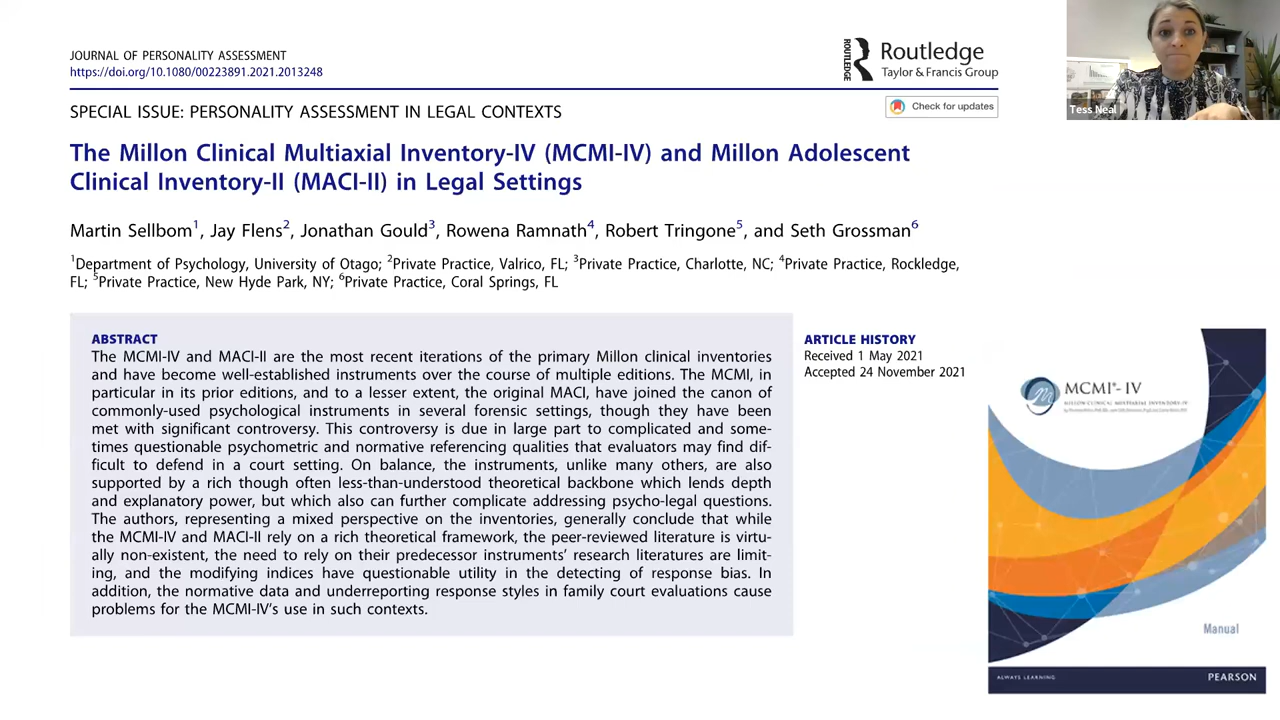 JOURNAL OF PERSONALITY ASSESSMENT
https://doi.org/10.1080/00223891.2021.2013248
ROUTLEDGE
Routledge
Taylor & Francis Group
SPECIAL ISSUE: PERSONALITY ASSESSMENT IN LEGAL CONTEXTS
Check for updates
The Millon Clinical Multiaxial Inventory-IV (MCMI-IV) and Millon Adolescent
Clinical Inventory-II (MACI-II) in Legal Settings
Martin Sellbom1, Jay Flens2, Jonathan Gould3, Rowena Ramnath4, Robert Tringone5, and Seth Grossman6
1Department of Psychology, University of Otago; 2Private Practice, Valrico, FL; 3Private Practice, Charlotte, NC; 4Private Practice, Rockledge,
FL; 5Private Practice, New Hyde Park, NY; 6Private Practice, Coral Springs, FL
ABSTRACT
The MCMI-IV and MACI-II are the most recent iterations of the primary Millon clinical inventories
and have become well-established instruments over the course of multiple editions. The MCMI, in
particular in its prior editions, and to a lesser extent, the original MACI, have joined the canon of
commonly-used psychological instruments in several forensic settings, though they have been
met with significant controversy. This controversy is due in large part to complicated and some-
times questionable psychometric and normative referencing qualities that evaluators may find dif-
ficult to defend in a court setting. On balance, the instruments, unlike many others, are also
supported by a rich though often less-than-understood theoretical backbone which lends depth
and explanatory power, but which also can further complicate addressing psycho-legal questions.
The authors, representing a mixed perspective on the inventories, generally conclude that while
the MCMI-IV and MACI-II rely on a rich theoretical framework, the peer-reviewed literature is virtu-
ally non-existent, the need to rely on their predecessor instruments' research literatures are limit-
ing, and the modifying indices have questionable utility in the detecting of response bias. In
addition, the normative data and underreporting response styles in family court evaluations cause
problems for the MCMI-IV's use in such contexts.
ARTICLE HISTORY
Received 1 May 2021
Accepted 24 November 2021
Tess Neal
MCMI®-IV
MILLON CLINICAL MULTIAXIAL INVENTORY-IV
Manual
ALWAYS LEARNING
PEARSON